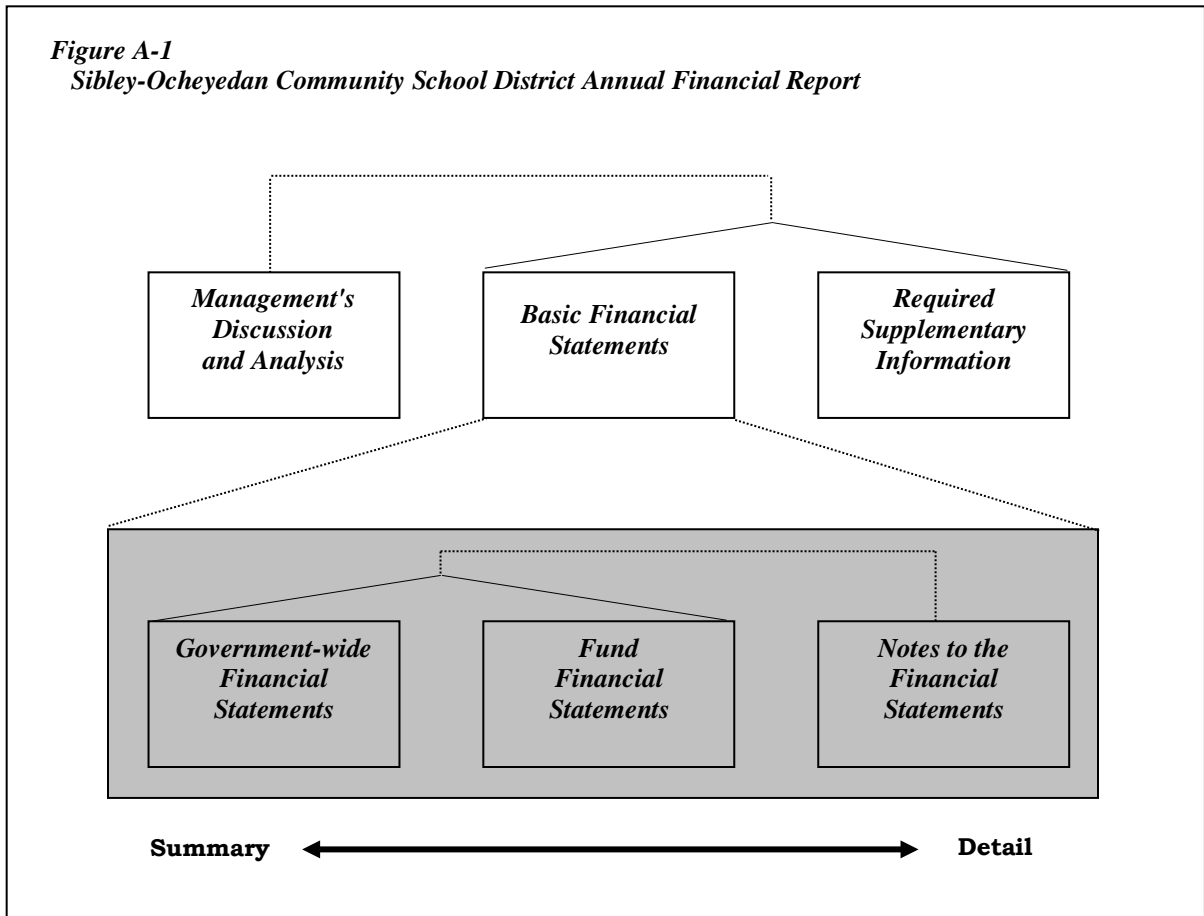 Figure A-1
Sibley-Ocheyedan Community School District Annual Financial Report
Management's
Discussion
and Analysis
Basic Financial
Statements
Required
Supplementary
Information
Government-wide
Financial
Statements
Fund
Financial
Statements
Notes to the
Financial
Statements
Summary
Detail